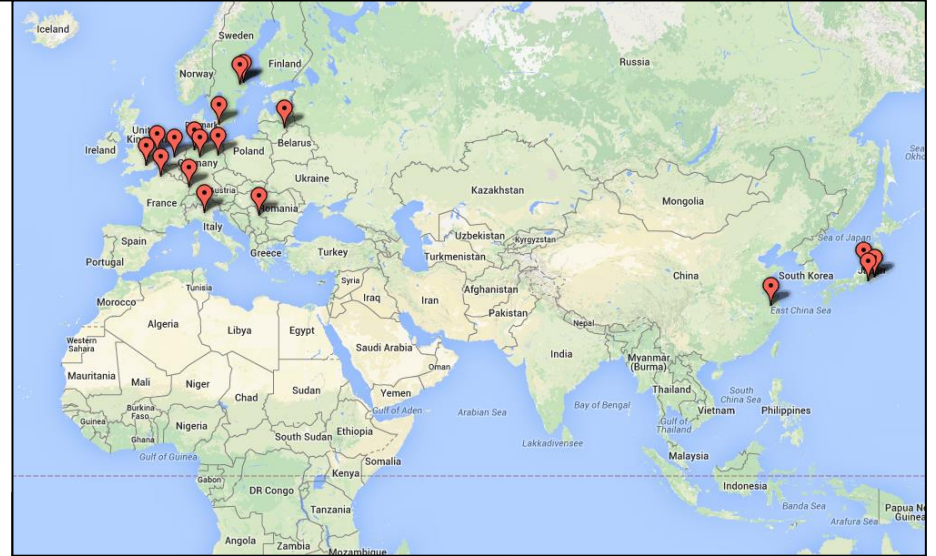 Iceland
Sweden
Finland
Norway
Russia
Ireland
Poland
Belarus
Ukraine
France
Romania
Italy
Spain
Portugal
Greece
Turkey
Kazakhstan
Mongolia
Uzbekistan
Kyrgyzstan
Turkmenistan
Sea of Japan
South Korea
China
East China Sea
Tunisia
Morocco
Syria
Iraq
Iran
Afghanistan
Pakistan
Nepal
Algeria
Libya
Egypt
Western
Sahara
Saudi Arabia
Oman
India
Myanmar
(Burma)
Mauritania
Mali
Niger
Chad
Sudan
Yemen
Thailand
South
China Sea
Burkina
Faso
Guinea
Ghana
Nigeria
Gulf of Aden
Arabian Sea
Bay of Bengal
Vietnam
Philippines
Gulf of
Thailand
South Sudan
Ethiopia
Lakkadivensee
Gulf of Guinea
Somalia
Malaysia
Gabon
Kenya
DR Congo
Indonesia
Tanzania
Banda Sea
Papua N
Guinea
Arafura Sea
Angola
Zambia
Mozambique